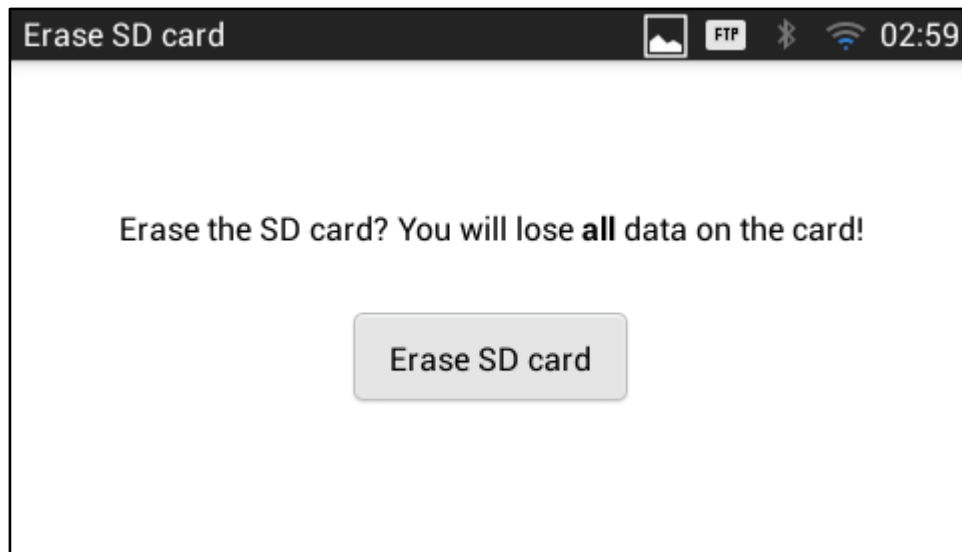 Erase SD card FTP 02:59
Erase the SD card? You will lose all data on the card!
Erase SD card